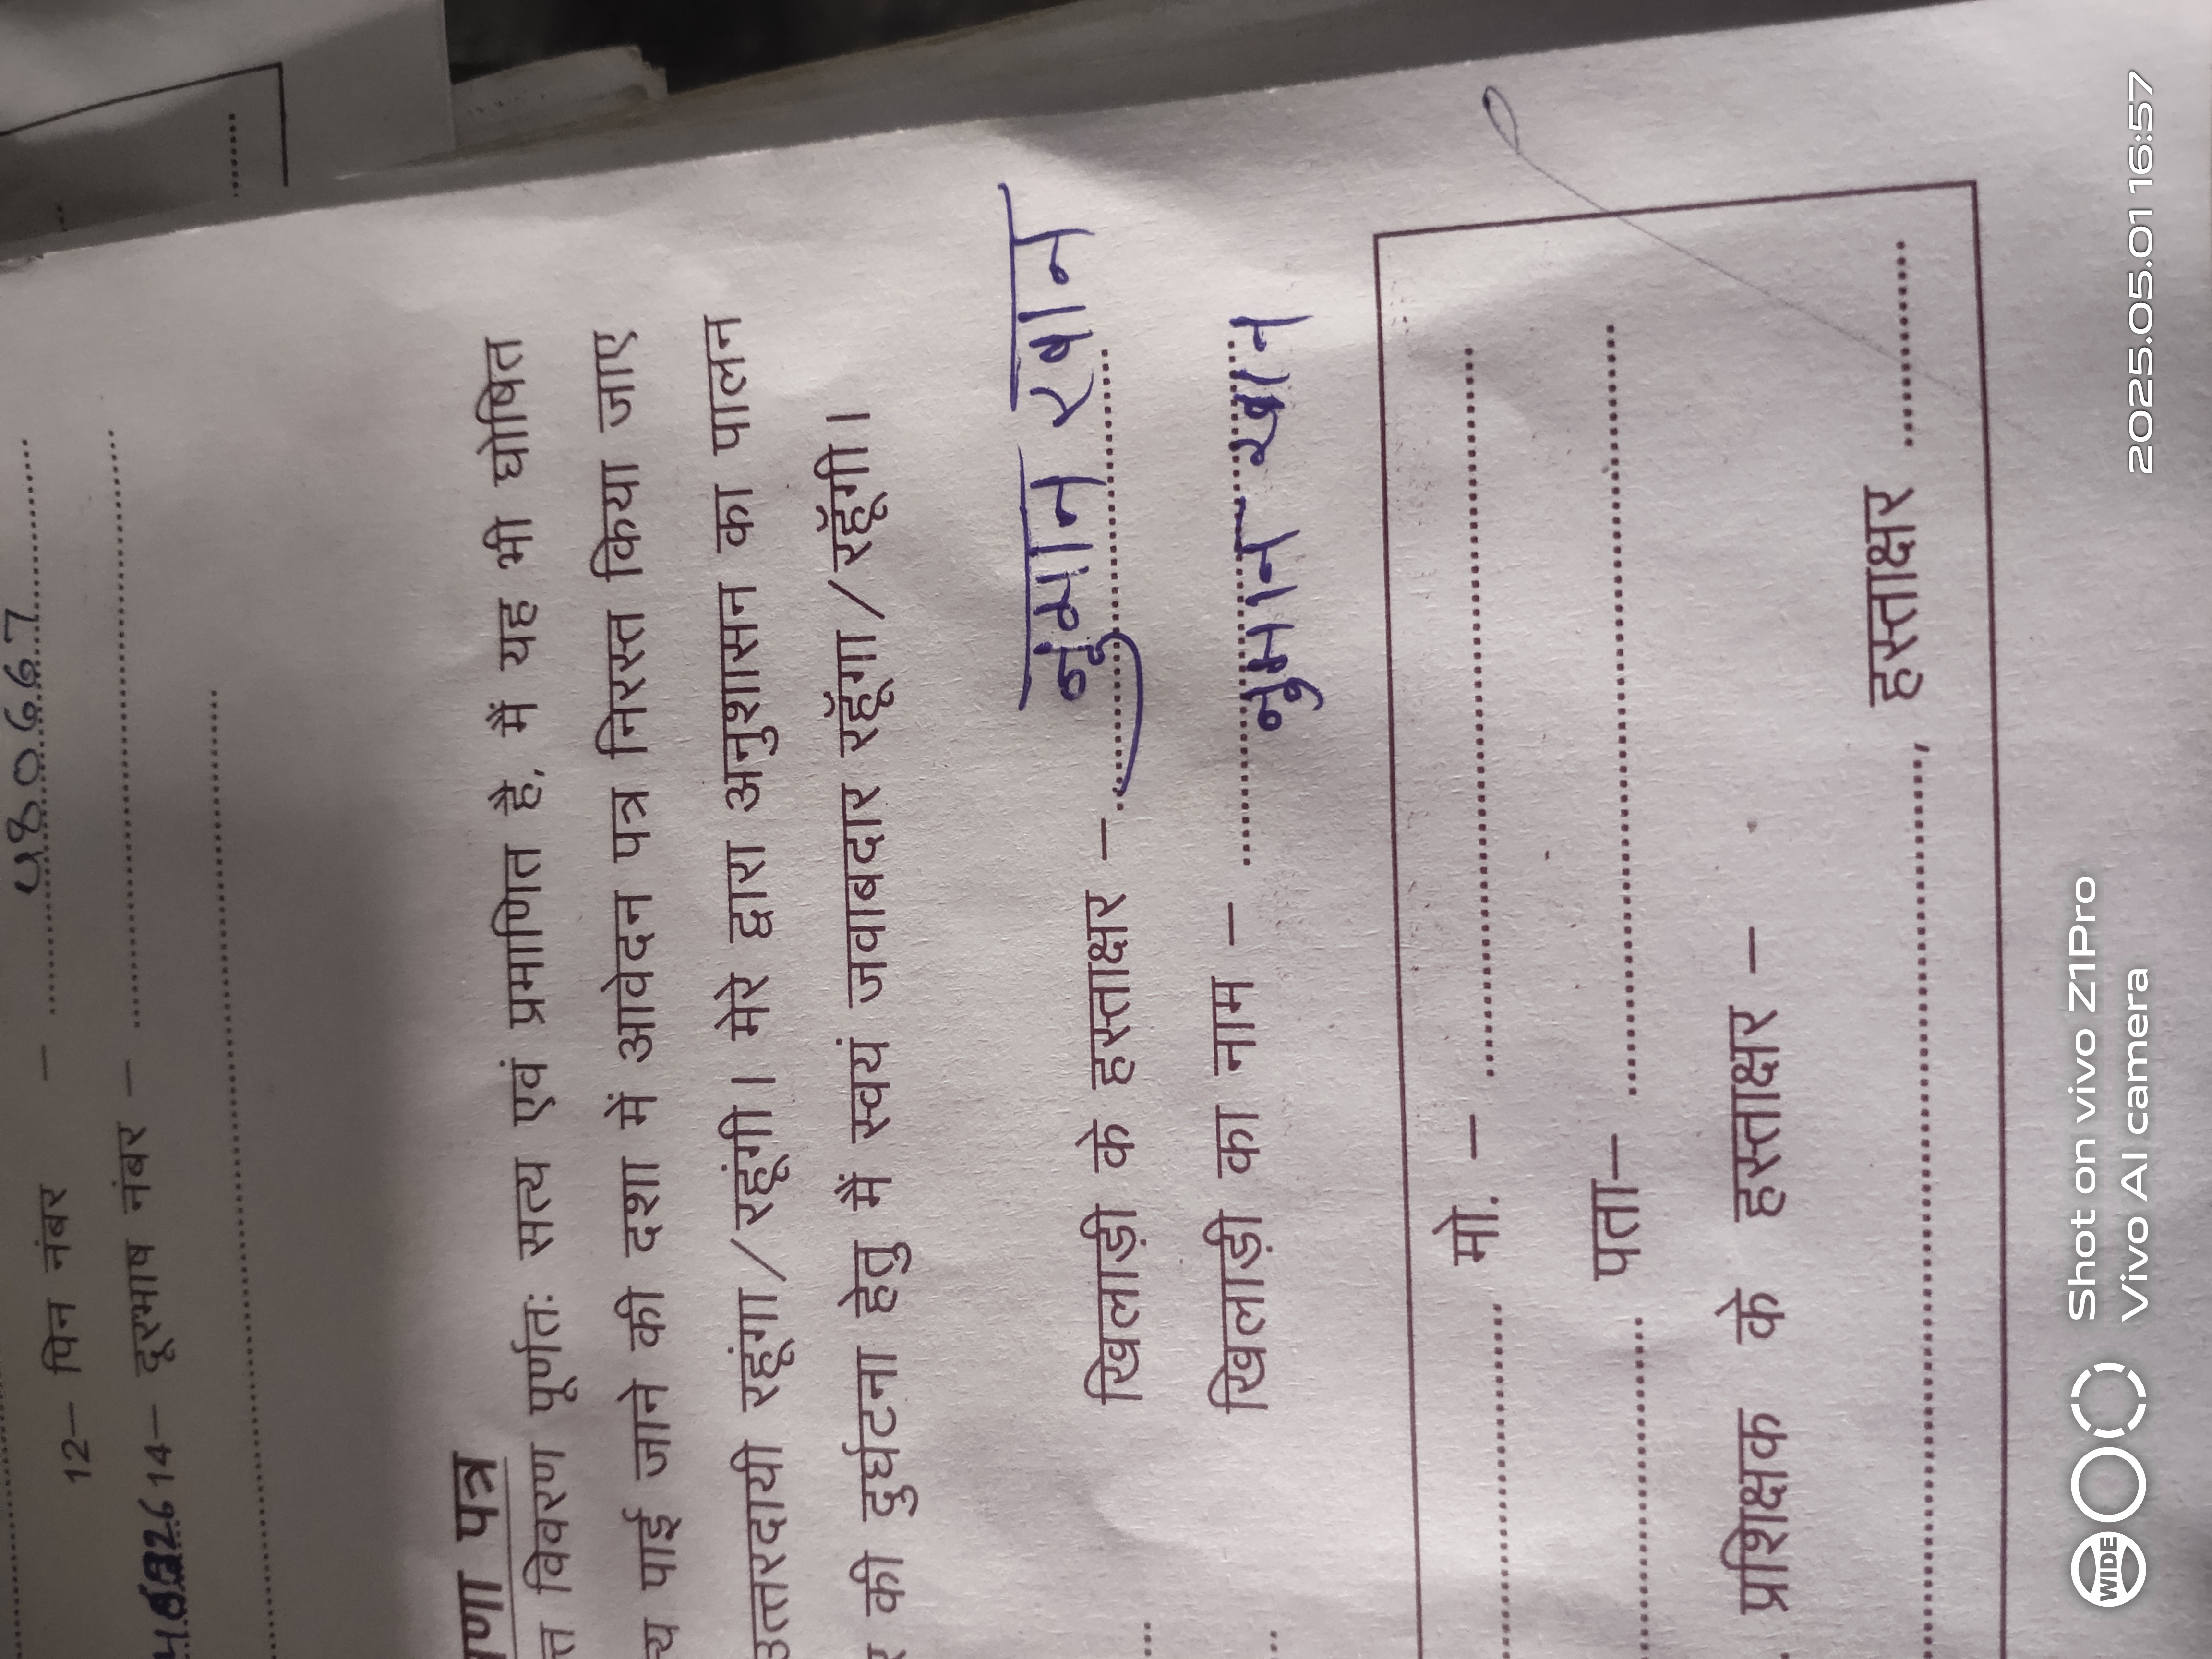 12– पिन नंबर – 480667
14– दूरभाष नंबर –
पत्र
विवरण पूर्णतः सत्य एवं प्रमाणित है, मैं यह भी घोषित
पाई जाने की दशा में आवेदन पत्र निरस्त किया जाए
उत्तरदायी रहूंगा/रहूंगी। मेरे द्वारा अनुशासन का पालन
की दुर्घटना हेतु मैं स्वयं जवाबदार रहूँगा/रहूँगी।
खिलाड़ी के हस्ताक्षर – नुमान खान
खिलाड़ी का नाम – नुमान खान
मो. –
पता–
प्रशिक्षक के हस्ताक्षर –
, हस्ताक्षर
WIDE
Shot on vivo Z1Pro
Vivo AI camera
2025.05.01 16:57